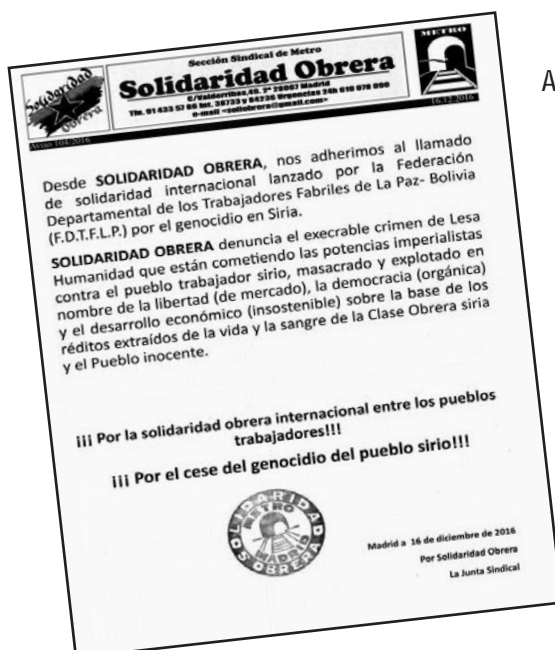 Sección Sindical de Metro
Solidaridad Obrera
C/Valderribas,49. 2º 28007 Madrid
Tfn. 91 433 57 86 Int. 38733 y 84236 Urgencias 24h 610 078 090
e-mail «soliobrera@gmail.com»
Solidaridad
Obrera
METRO
Aviso 104/2016
16.12.2016
A
Desde SOLIDARIDAD OBRERA, nos adherimos al llamado
de solidaridad internacional lanzado por la Federación
Departamental de los Trabajadores Fabriles de La Paz- Bolivia
(F.D.T.F.L.P.) por el genocidio en Siria.
SOLIDARIDAD OBRERA denuncia el execrable crimen de Lesa
Humanidad que están cometiendo las potencias imperialistas
contra el pueblo trabajador sirio, masacrado y explotado en
nombre de la libertad (de mercado), la democracia (orgánica)
y el desarrollo económico (insostenible) sobre la base de los
réditos extraídos de la vida y la sangre de la Clase Obrera siria
y el Pueblo inocente.
¡¡¡ Por la solidaridad obrera internacional entre los pueblos
trabajadores!!!
¡¡¡ Por el cese del genocidio del pueblo sirio!!!
SOLIDARIDAD
OBRERA
METRO
MADRID
Madrid a 16 de diciembre de 2016
Por Solidaridad Obrera
La Junta Sindical